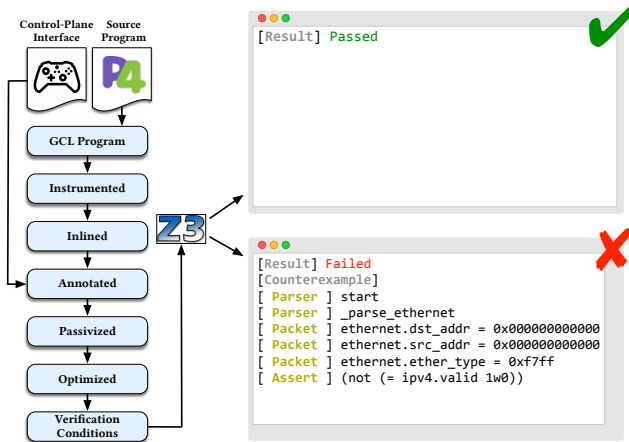 Control-Plane Interface
Source Program
P4
GCL Program
Instrumented
Inlined
Annotated
Passivized
Optimized
Verification
Conditions
Z3
[Result] Passed
[Result] Failed
[Counterexample]
[ Parser ] start
[ Parser ] _parse_ethernet
[ Packet ] ethernet.dst_addr = 0x000000000000
[ Packet ] ethernet.src_addr = 0x000000000000
[ Packet ] ethernet.ether_type = 0xf7ff
[ Assert ] (not (= ipv4.valid 1w0))